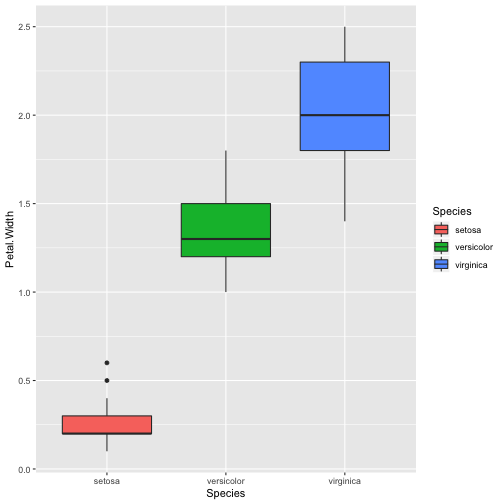 2.5
2.0
1.5
1.0
0.5
0.0
Petal.Width
setosa
versicolor
virginica
Species
Species
setosa
versicolor
virginica